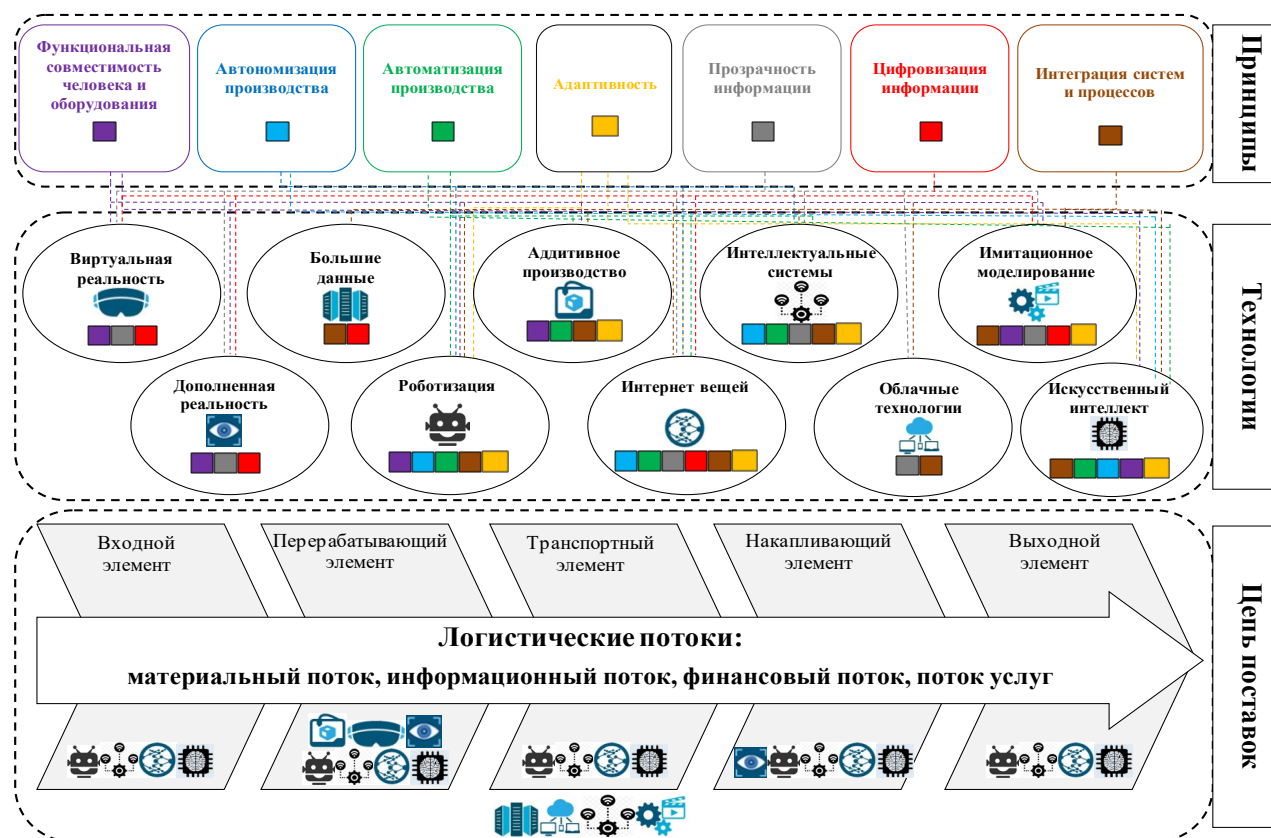 Функциональная
совместимость
человека и
оборудования
Автономизация
производства
Автоматизация
производства
Адаптивность
Прозрачность
информации
Цифровизация
информации
Интеграция систем
и процессов
Принципы
Виртуальная
реальность
Большие
данные
Аддитивное
производство
Интеллектуальные
системы
Имитационное
моделирование
Дополненная
реальность
Роботизация
Интернет вещей
Облачные
технологии
Искусственный
интеллект
Технологии
Входной
элемент
Перерабатывающий
элемент
Транспортный
элемент
Накапливающий
элемент
Выходной
элемент
Логистические потоки:
материальный поток, информационный поток, финансовый поток, поток услуг
Цепь поставок